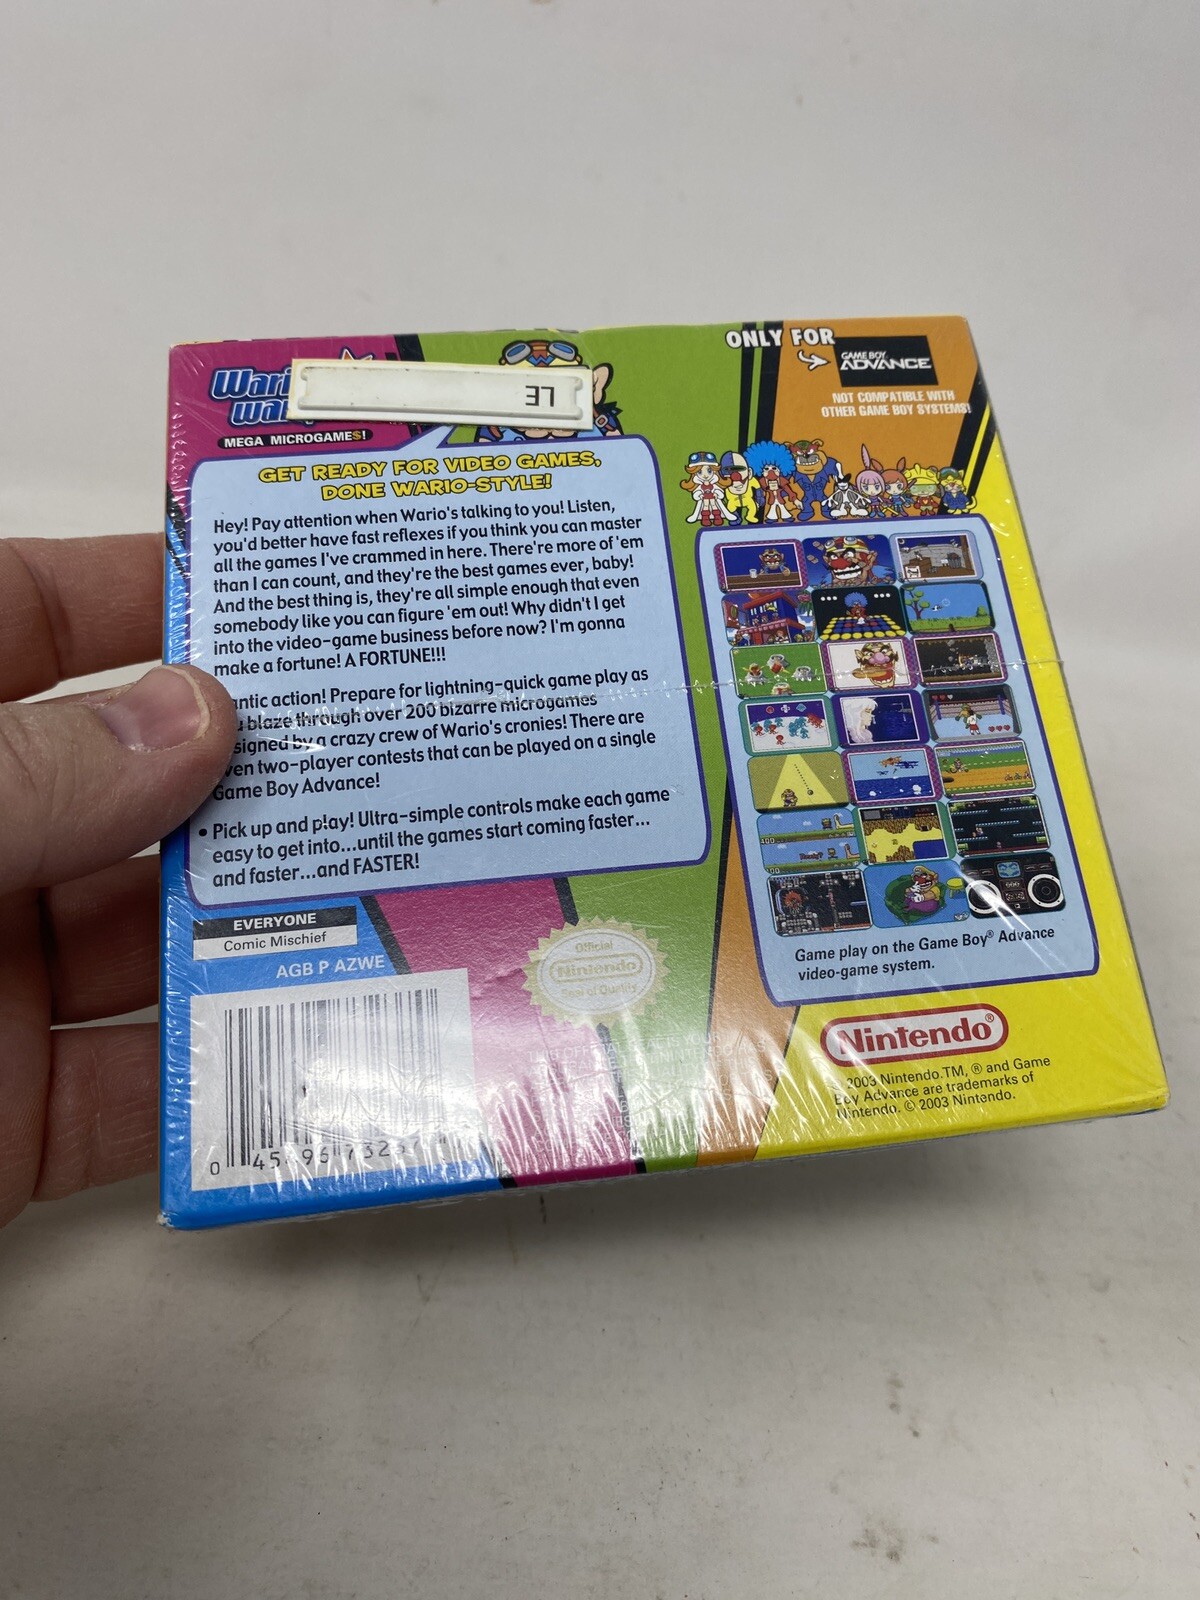 ONLY FOR
GAME BOY
ADVANCE
NOT COMPATIBLE WITH
OTHER GAME BOY SYSTEMS!
Wari
war
37
MEGA MICROGAME$!
GET READY FOR VIDEO GAMES,
DONE WARIO-STYLE!
Hey! Pay attention when Wario's talking to you! Listen,
you'd better have fast reflexes if you think you can master
all the games I've crammed in here. There're more of 'em
than I can count, and they're the best games ever, baby!
And the best thing is, they're all simple enough that even
somebody like you can figure 'em out! Why didn't I get
into the video-game business before now? I'm gonna
make a fortune! A FORTUNE!!!
antic action! Prepare for lightning-quick game play as
u blaze through over 200 bizarre microgames
signed by a crazy crew of Wario's cronies! There are
ven two-player contests that can be played on a single
Game Boy Advance!
• Pick up and play! Ultra-simple controls make each game
easy to get into...until the games start coming faster...
and faster...and FASTER!
EVERYONE
Comic Mischief
AGB P AZWE
Official
Nintendo
Seal of Quality
Game play on the Game Boy® Advance
video-game system.
Nintendo®
2003 Nintendo.TM, ® and Game
Boy Advance are trademarks of
Nintendo. © 2003 Nintendo.